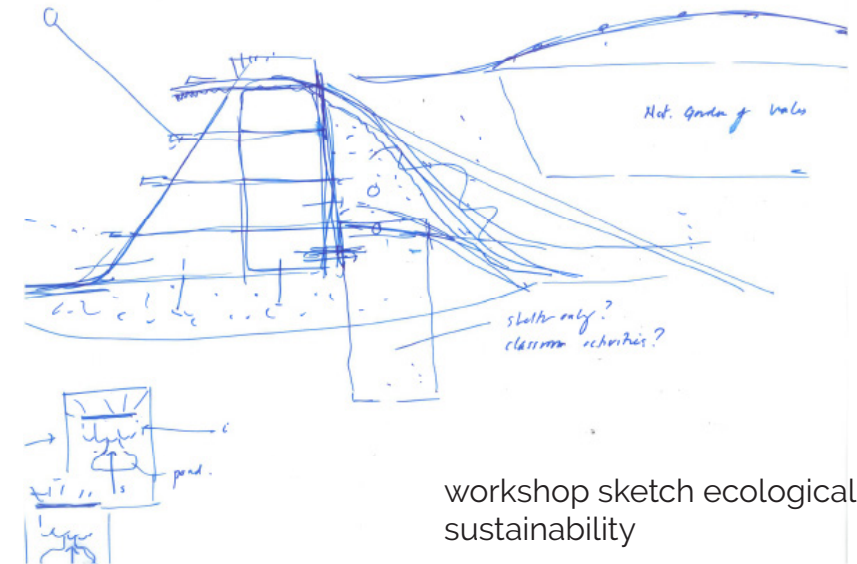 Nat. Garden of Wales
shelter only?
classroom activities?
pond.
s
workshop sketch ecological
sustainability